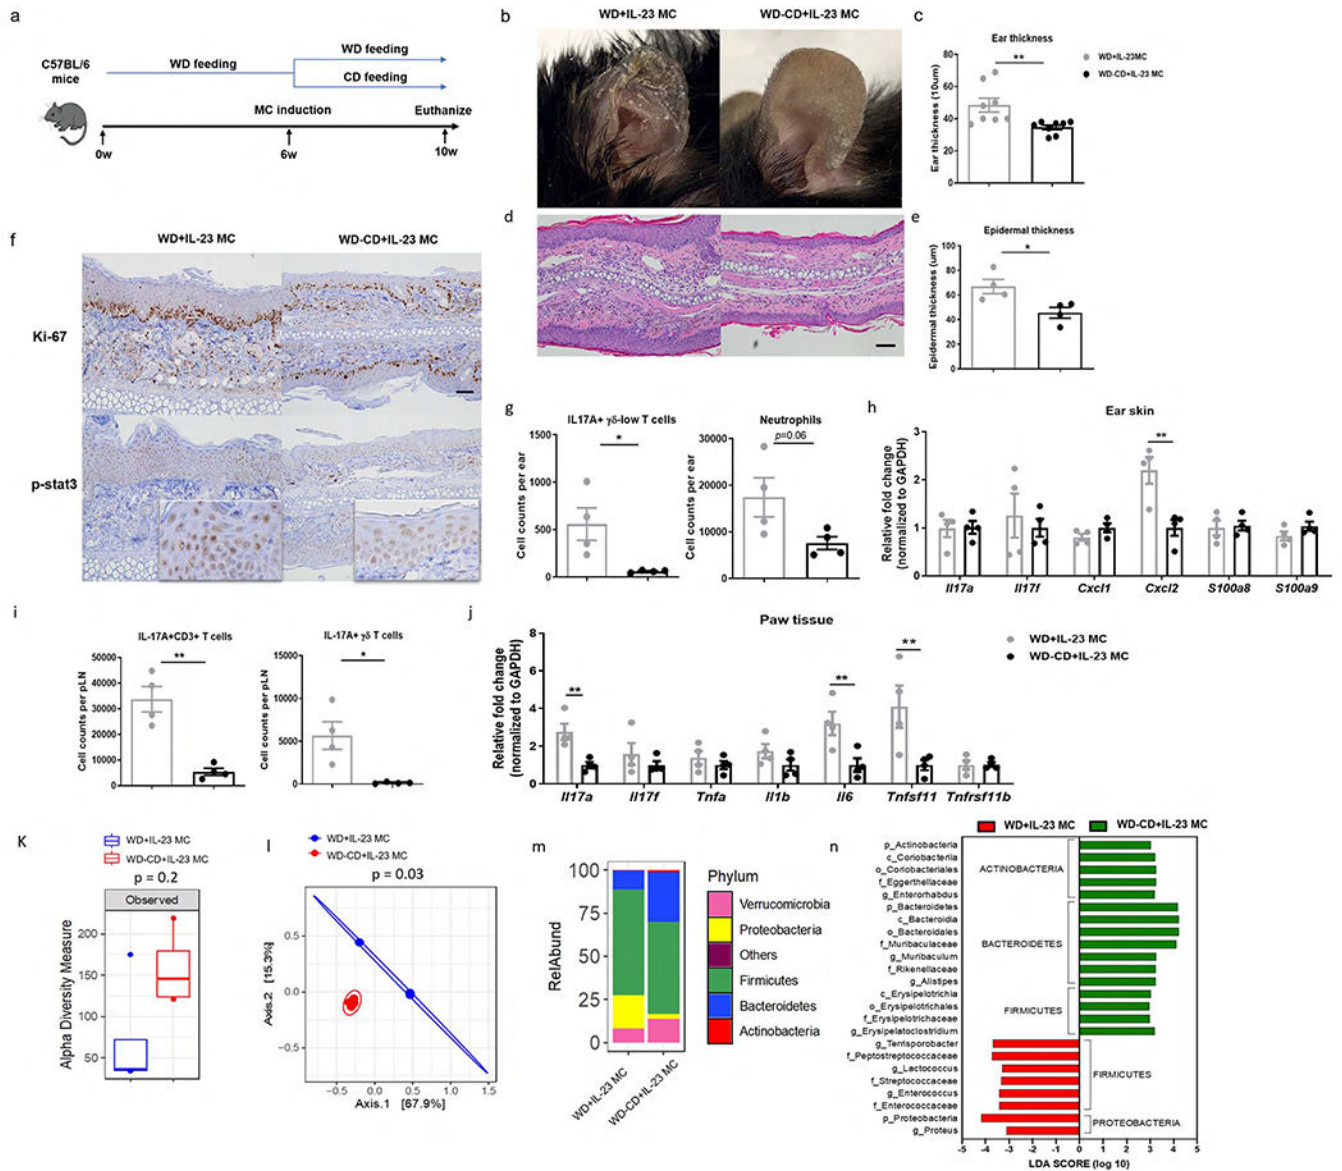 a
C57BL/6
mice
WD feeding
WD feeding
CD feeding
MC induction
Euthanize
0w
6w
10w
b
WD+IL-23 MC
WD-CD+IL-23 MC
c
Ear thickness
Ear thickness (10um)
80
60
40
20
0
**
WD+IL-23MC
WD-CD+IL-23 MC
d
e
Epidermal thickness
Epidermal thickness (um)
100
80
60
40
20
0
*
f
WD+IL-23 MC
WD-CD+IL-23 MC
Ki-67
p-stat3
g
IL17A+ γδ-low T cells
Cell counts per ear
1500
1000
500
0
*
Neutrophils
Cell counts per ear
30000
20000
10000
0
p=0.06
h
Ear skin
Relative fold change
(normalized to GAPDH)
3
2
1
0
**
Il17a
Il17f
Cxcl1
Cxcl2
S100a8
S100a9
i
IL-17A+CD3+ T cells
Cell counts per pLN
50000
40000
30000
20000
10000
0
**
IL-17A+ γδ T cells
Cell counts per pLN
15000
10000
5000
0
*
j
Paw tissue
Relative fold change
(normalized to GAPDH)
8
6
4
2
0
**
**
**
WD+IL-23 MC
WD-CD+IL-23 MC
Il17a
Il17f
Tnfa
Il1b
Il6
Tnfsf11
Tnfrsf11b
K
WD+IL-23 MC
WD-CD+IL-23 MC
p = 0.2
Observed
Alpha Diversity Measure
200
150
100
50
l
WD+IL-23 MC
WD-CD+IL-23 MC
p = 0.03
Axis.2 [15.3%]
0.5
0.0
−0.5
−0.5
0.0
0.5
1.0
1.5
Axis.1 [67.9%]
m
RelAbund
100
75
50
25
0
WD+IL-23 MC
WD-CD+IL-23 MC
Phylum
Verrucomicrobia
Proteobacteria
Others
Firmicutes
Bacteroidetes
Actinobacteria
n
WD+IL-23 MC
WD-CD+IL-23 MC
p_Actinobacteria
c_Coriobacteriia
o_Coriobacteriales
f_Eggerthellaceae
g_Enterorhabdus
ACTINOBACTERIA
p_Bacteroidetes
c_Bacteroidia
o_Bacteroidales
f_Muribaculaceae
g_Muribaculum
f_Rikenellaceae
g_Alistipes
BACTEROIDETES
c_Erysipelotrichia
o_Erysipelotrichales
f_Erysipelotrichaceae
g_Erysipelatoclostridium
FIRMICUTES
g_Terrisporobacter
f_Peptostreptococcaceae
g_Lactococcus
f_Streptococcaceae
g_Enterococcus
f_Enterococcaceae
FIRMICUTES
p_Proteobacteria
g_Proteus
PROTEOBACTERIA
-5 -4 -3 -2 -1 0 1 2 3 4 5
LDA SCORE (log 10)